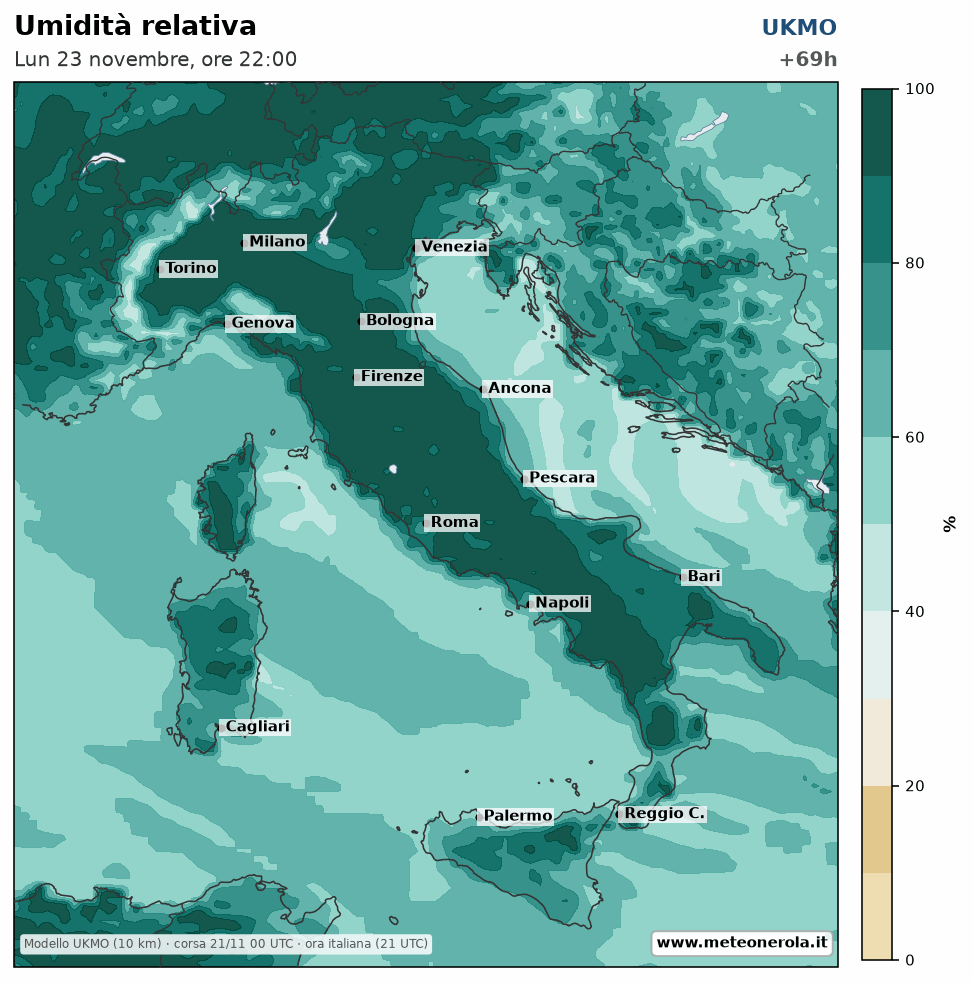 Umidità relativa
UKMO
Lun 23 novembre, ore 22:00
+69h
100
80
60
40
20
0
%
Milano
Venezia
Torino
Genova
Bologna
Firenze
Ancona
Pescara
Roma
Bari
Napoli
Cagliari
Palermo
Reggio C.
Modello UKMO (10 km) · corsa 21/11 00 UTC · ora italiana (21 UTC)
www.meteonerola.it